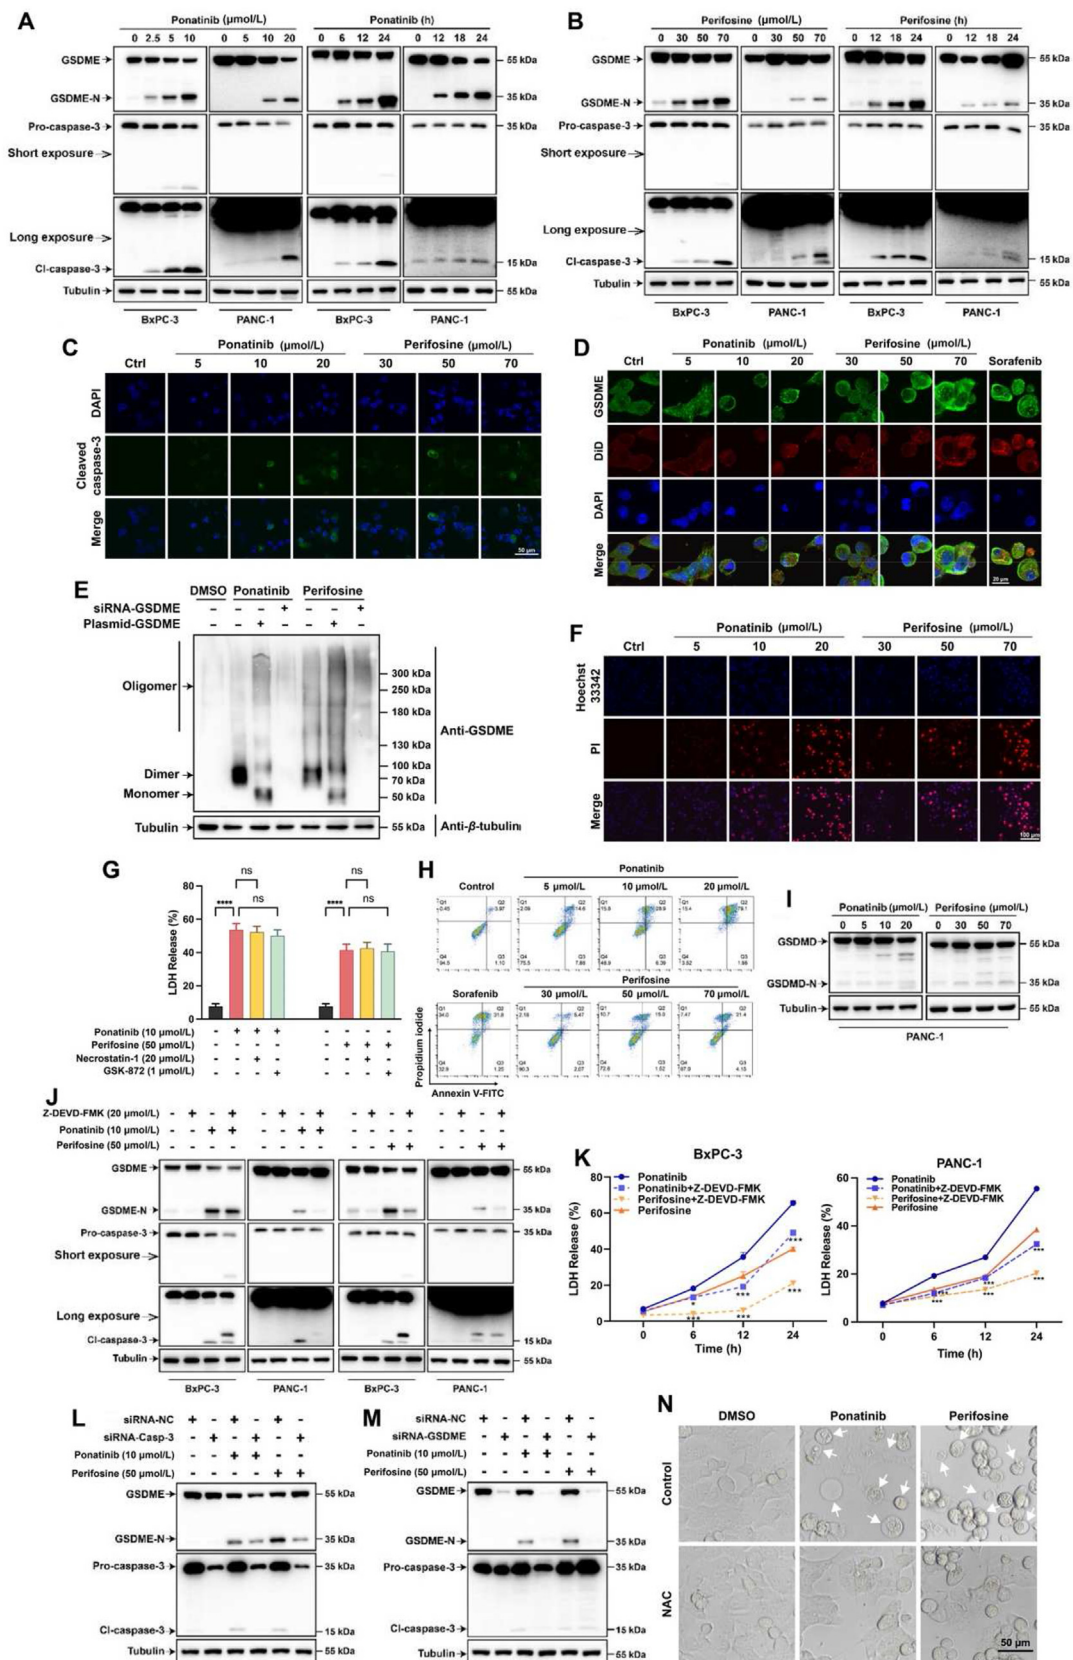 A
Ponatinib (μmol/L) Ponatinib (h)
0 2.5 5 10 0 5 10 20 0 6 12 24 0 12 18 24
GSDME 55 kDa
GSDME-N 35 kDa
Pro-caspase-3 35 kDa
Short exposure
Long exposure
Cl-caspase-3 15 kDa
Tubulin 55 kDa
BxPC-3 PANC-1 BxPC-3 PANC-1
B
Perifosine (μmol/L) Perifosine (h)
0 30 50 70 0 30 50 70 0 12 18 24 0 12 18 24
GSDME 55 kDa
GSDME-N 35 kDa
Pro-caspase-3 35 kDa
Short exposure
Long exposure
Cl-caspase-3 15 kDa
Tubulin 55 kDa
BxPC-3 PANC-1 BxPC-3 PANC-1
C
Ponatinib (μmol/L) Perifosine (μmol/L)
Ctrl 5 10 20 30 50 70
DAPI
Cleaved
caspase-3
Merge
50 μm
D
Ponatinib (μmol/L) Perifosine (μmol/L)
Ctrl 5 10 20 30 50 70 Sorafenib
GSDME
DiD
DAPI
Merge
20 μm
E
DMSO Ponatinib Perifosine
siRNA-GSDME - - - + - - +
Plasmid-GSDME - - + - - + -
Oligomer
Dimer
Monomer
300 kDa
250 kDa
180 kDa
130 kDa
100 kDa
70 kDa
50 kDa
Anti-GSDME
Tubulin 55 kDa Anti-β-tubulin
F
Ponatinib (μmol/L) Perifosine (μmol/L)
Ctrl 5 10 20 30 50 70
Hoechst
33342
PI
Merge
100 μm
G
LDH Release (%)
80
60
40
20
0
ns ns
**** ns **** ns
Ponatinib (10 μmol/L) - + + + - - - -
Perifosine (50 μmol/L) - - - - - + + +
Necrostatin-1 (20 μmol/L) - - + - - - + -
GSK-872 (1 μmol/L) - - - + - - - +
H
Ponatinib
Control 5 μmol/L 10 μmol/L 20 μmol/L
Perifosine
Sorafenib 30 μmol/L 50 μmol/L 70 μmol/L
Propidium iodide
Annexin V-FITC
I
Ponatinib (μmol/L) Perifosine (μmol/L)
0 5 10 20 0 30 50 70
GSDMD 55 kDa
GSDMD-N 35 kDa
Tubulin 55 kDa
PANC-1
J
Z-DEVD-FMK (20 μmol/L) - + - + - + - + - + - + - + - +
Ponatinib (10 μmol/L) - - + + - - + + - - - - - - - -
Perifosine (50 μmol/L) - - - - - - - - - - + + - - + +
GSDME 55 kDa
GSDME-N 35 kDa
Pro-caspase-3 35 kDa
Short exposure
Long exposure
Cl-caspase-3 15 kDa
Tubulin 55 kDa
BxPC-3 PANC-1 BxPC-3 PANC-1
K
BxPC-3
LDH Release (%)
80
60
40
20
0
Ponatinib
Ponatinib+Z-DEVD-FMK
Perifosine+Z-DEVD-FMK
Perifosine
0 6 12 24
Time (h)
PANC-1
LDH Release (%)
60
40
20
0
Ponatinib
Ponatinib+Z-DEVD-FMK
Perifosine+Z-DEVD-FMK
Perifosine
0 6 12 24
Time (h)
L
siRNA-NC + - + - + -
siRNA-Casp-3 - + - + - +
Ponatinib (10 μmol/L) - - + + - -
Perifosine (50 μmol/L) - - - - + +
GSDME 55 kDa
GSDME-N 35 kDa
Pro-caspase-3 35 kDa
Cl-caspase-3 15 kDa
Tubulin 55 kDa
M
siRNA-NC + - + - + -
siRNA-GSDME - + - + - +
Ponatinib (10 μmol/L) - - + + - -
Perifosine (50 μmol/L) - - - - + +
GSDME 55 kDa
GSDME-N 35 kDa
Pro-caspase-3 35 kDa
Cl-caspase-3 15 kDa
Tubulin 55 kDa
N
DMSO Ponatinib Perifosine
Control
NAC
50 μm